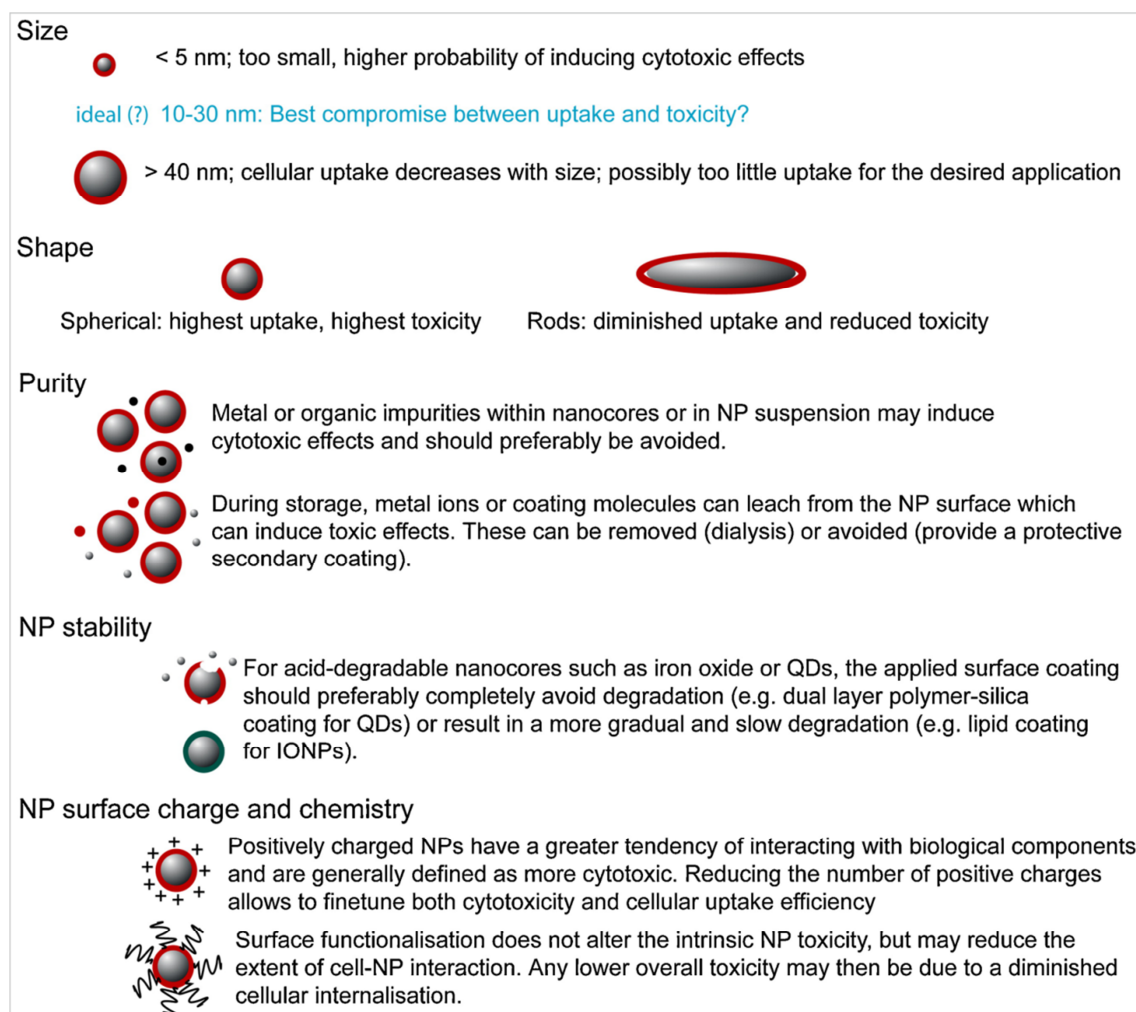 Size
< 5 nm; too small, higher probability of inducing cytotoxic effects
ideal (?) 10-30 nm: Best compromise between uptake and toxicity?
> 40 nm; cellular uptake decreases with size; possibly too little uptake for the desired application
Shape
Spherical: highest uptake, highest toxicity
Rods: diminished uptake and reduced toxicity
Purity
Metal or organic impurities within nanocores or in NP suspension may induce
cytotoxic effects and should preferably be avoided.
During storage, metal ions or coating molecules can leach from the NP surface which
can induce toxic effects. These can be removed (dialysis) or avoided (provide a protective
secondary coating).
NP stability
For acid-degradable nanocores such as iron oxide or QDs, the applied surface coating
should preferably completely avoid degradation (e.g. dual layer polymer-silica
coating for QDs) or result in a more gradual and slow degradation (e.g. lipid coating
for IONPs).
NP surface charge and chemistry
+ + + + + + + + + +
Positively charged NPs have a greater tendency of interacting with biological components
and are generally defined as more cytotoxic. Reducing the number of positive charges
allows to finetune both cytotoxicity and cellular uptake efficiency
Surface functionalisation does not alter the intrinsic NP toxicity, but may reduce the
extent of cell-NP interaction. Any lower overall toxicity may then be due to a diminished
cellular internalisation.